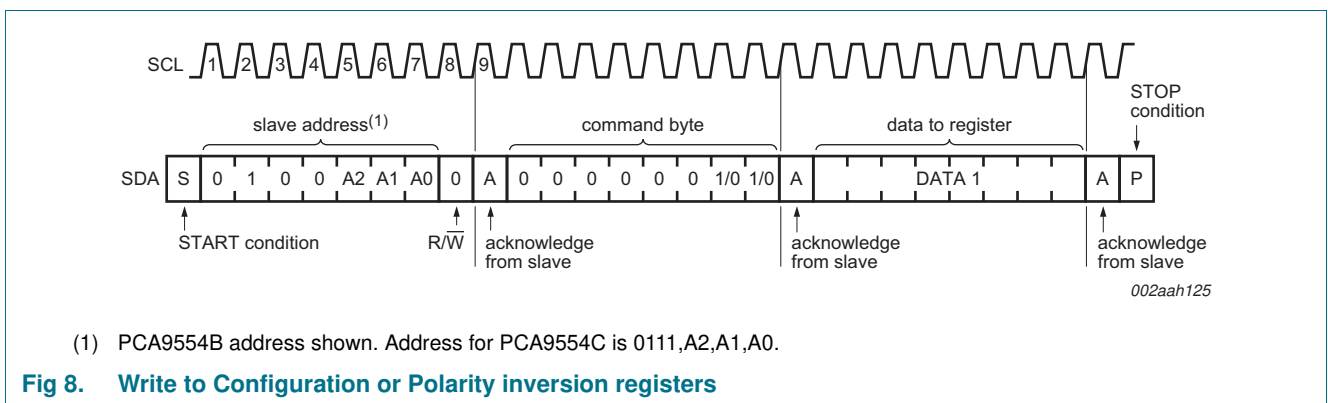 SCL 1 2 3 4 5 6 7 8 9
STOP
condition
slave address(1) command byte data to register
SDA S 0 1 0 0 A2 A1 A0 0 A 0 0 0 0 0 0 1/0 1/0 A DATA 1 A P
START condition R/W acknowledge acknowledge acknowledge
from slave from slave from slave
002aah125
(1) PCA9554B address shown. Address for PCA9554C is 0111,A2,A1,A0.
Fig 8. Write to Configuration or Polarity inversion registers